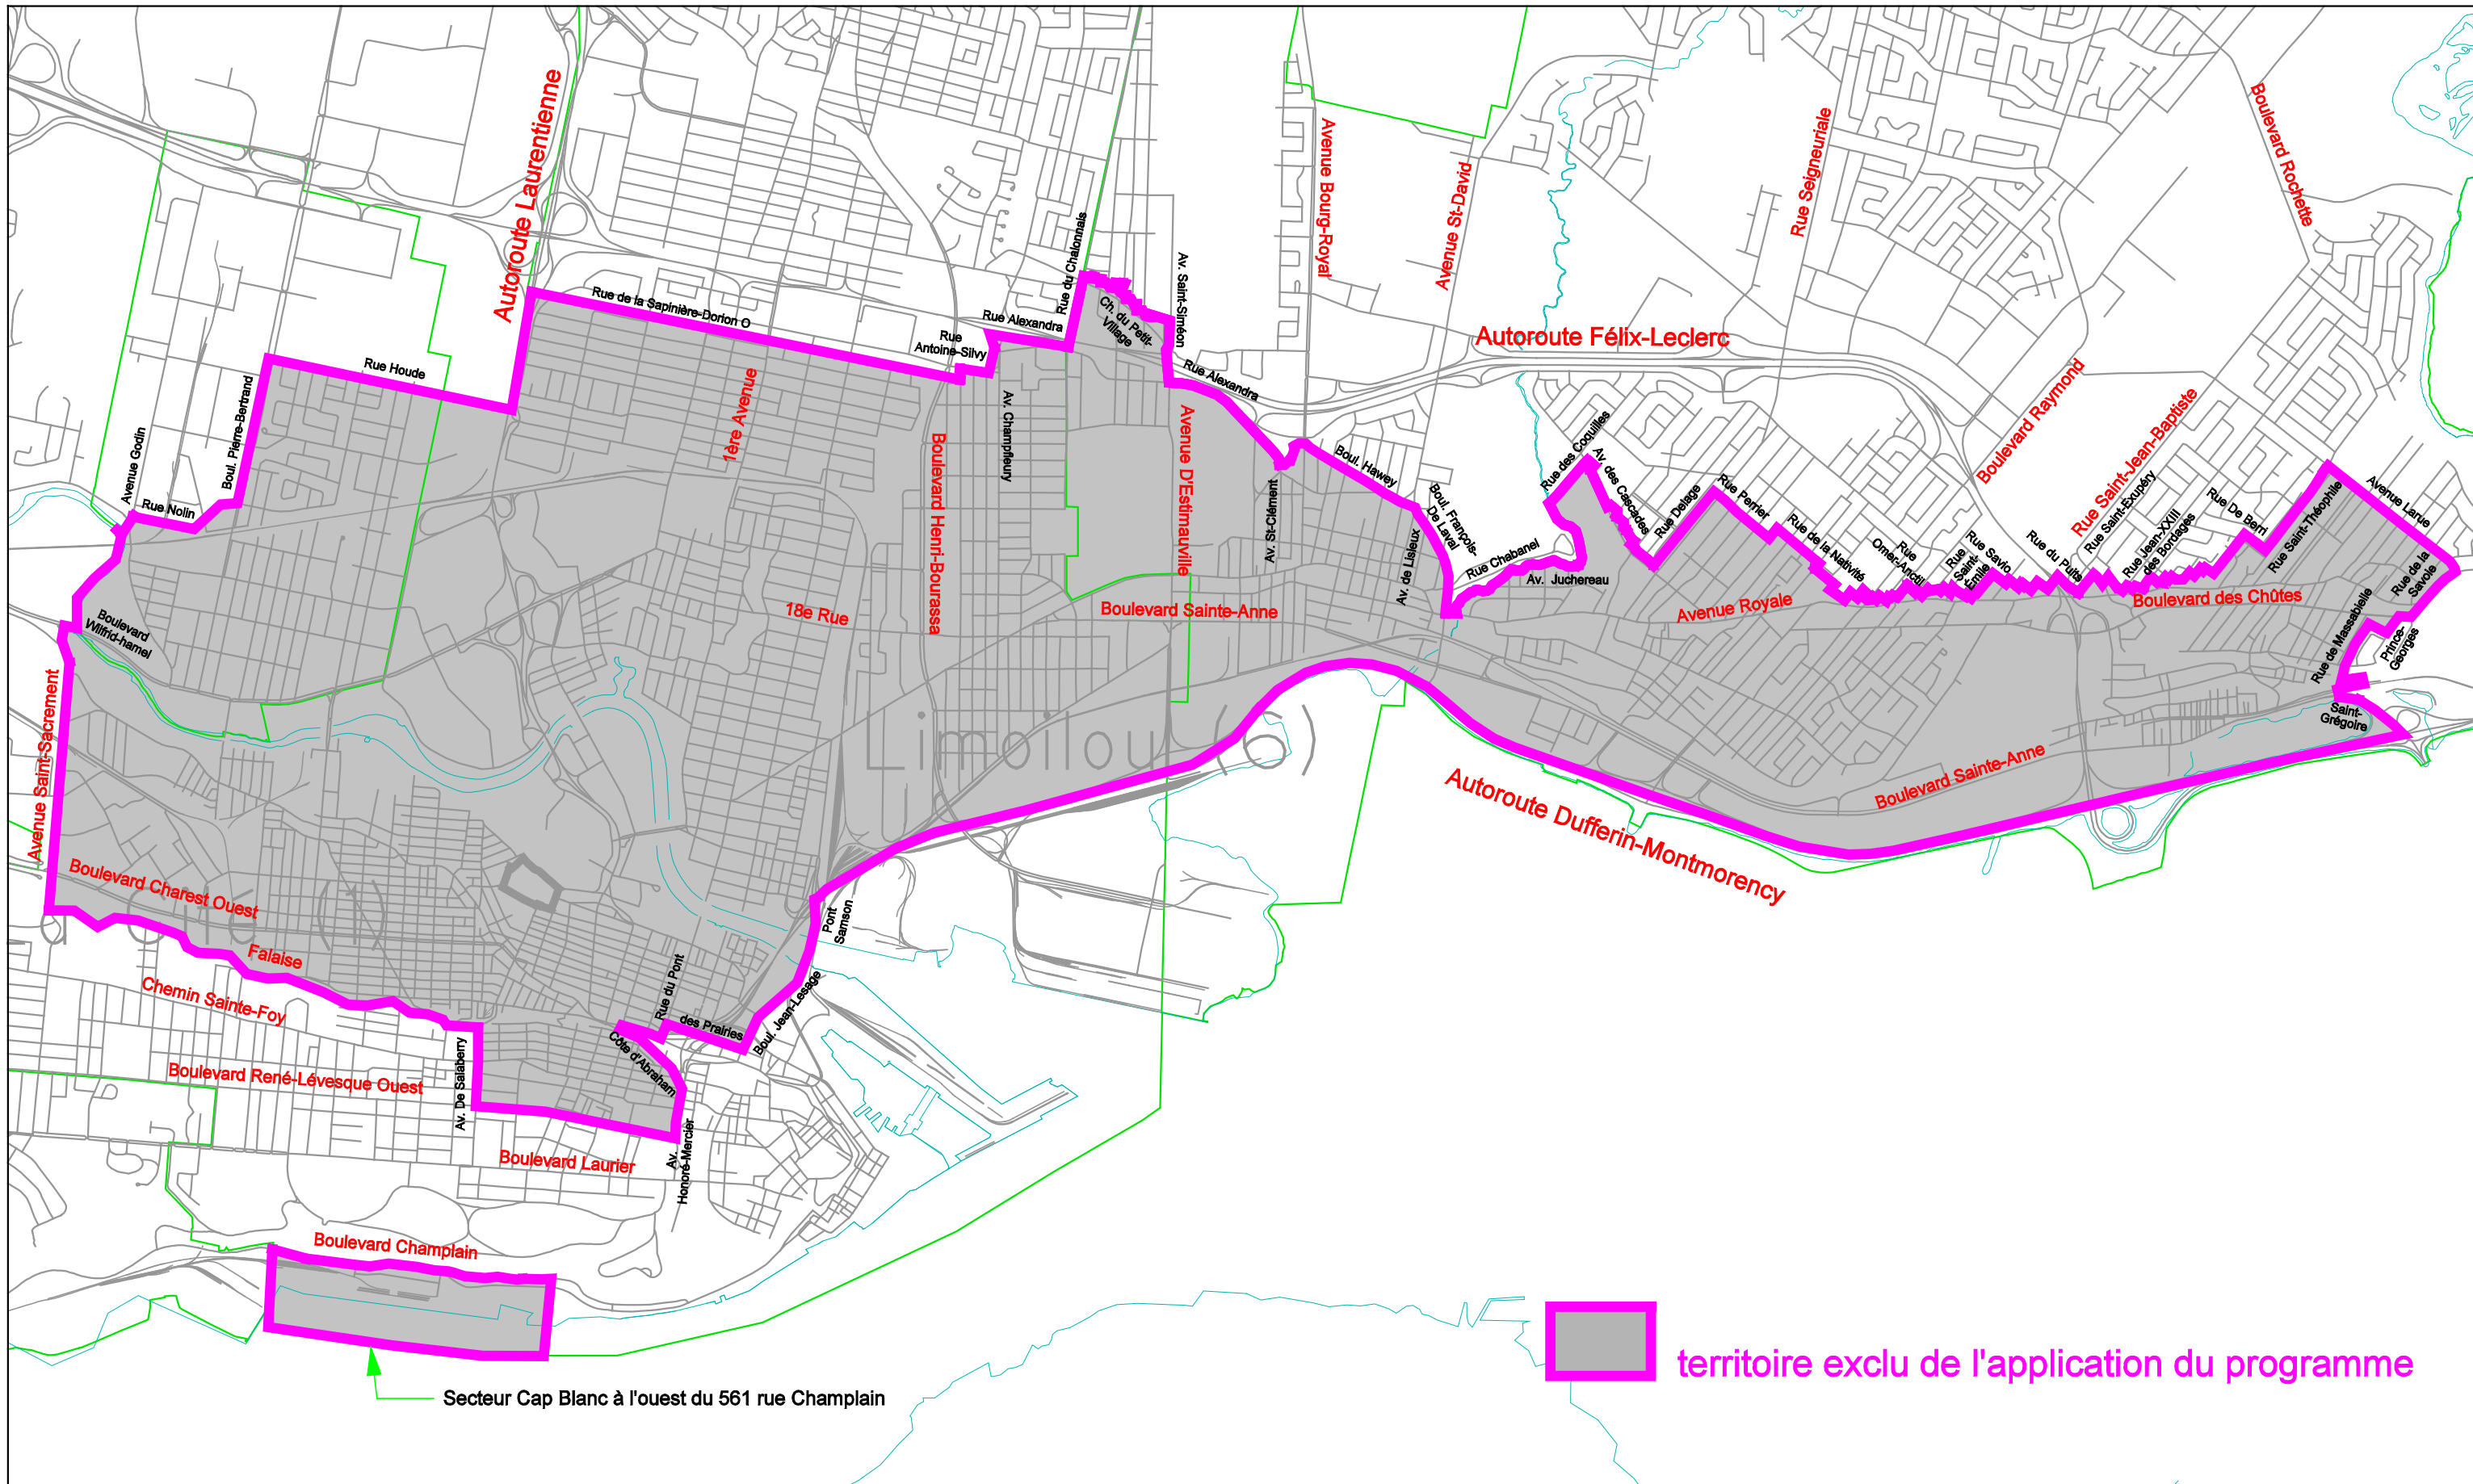 Autoroute Laurentienne
Boulevard Rochette
Avenue Bourg-Royal
Rue Seigneuriale
Avenue St-David
Rue du Chalonnais
Av. Saint-Siméon
Rue de la Sapinière-Dorion O
Ch. du Petit-
Village
Rue Alexandra
Rue
Antoine-Silvy
Autoroute Félix-Leclerc
Rue Houde
Rue Alexandra
Boul. Pierre-Bertrand
1ère Avenue
Av. Champfleury
Avenue D'Estimauville
Boulevard Raymond
Rue Saint-Jean-Baptiste
Avenue Godin
Rue Nolin
Boulevard Henri-Bourassa
Av. St-Clément
Boul. Hawey
Boul. François-
De Laval
Rue des Coquilles
Av. des Cascades
Rue Delage
Rue Perrier
Rue de la Nativité
Rue
Omer-Anctil
Rue
Saint-
Émile
Rue Savio
Rue du Puits
Rue Saint-Exupéry
Rue Jean-XXIII
des Bordages
Rue De Berri
Rue Saint-Théophile
Avenue Larue
Rue de la
Savoie
Av. de Lisieux
Rue Chabanel
Av. Juchereau
Boulevard
Wilfrid-hamel
18e Rue
Boulevard Sainte-Anne
Avenue Royale
Boulevard des Chûtes
Rue de Massabielle
Prince-
Georges
Saint-
Grégoire
Avenue Saint-Sacrement
Limoilou (6)
Boulevard Sainte-Anne
Autoroute Dufferin-Montmorency
Boulevard Charest Ouest
Cité (1)
Pont
Samson
Falaise
Chemin Sainte-Foy
Rue du Pont
des Prairies
Boul. Jean-Lesage
Côte d'Abraham
Boulevard René-Lévesque Ouest
Av. De Salaberry
Boulevard Laurier
Av.
Honoré-Mercier
Boulevard Champlain
territoire exclu de l'application du programme
Secteur Cap Blanc à l'ouest du 561 rue Champlain